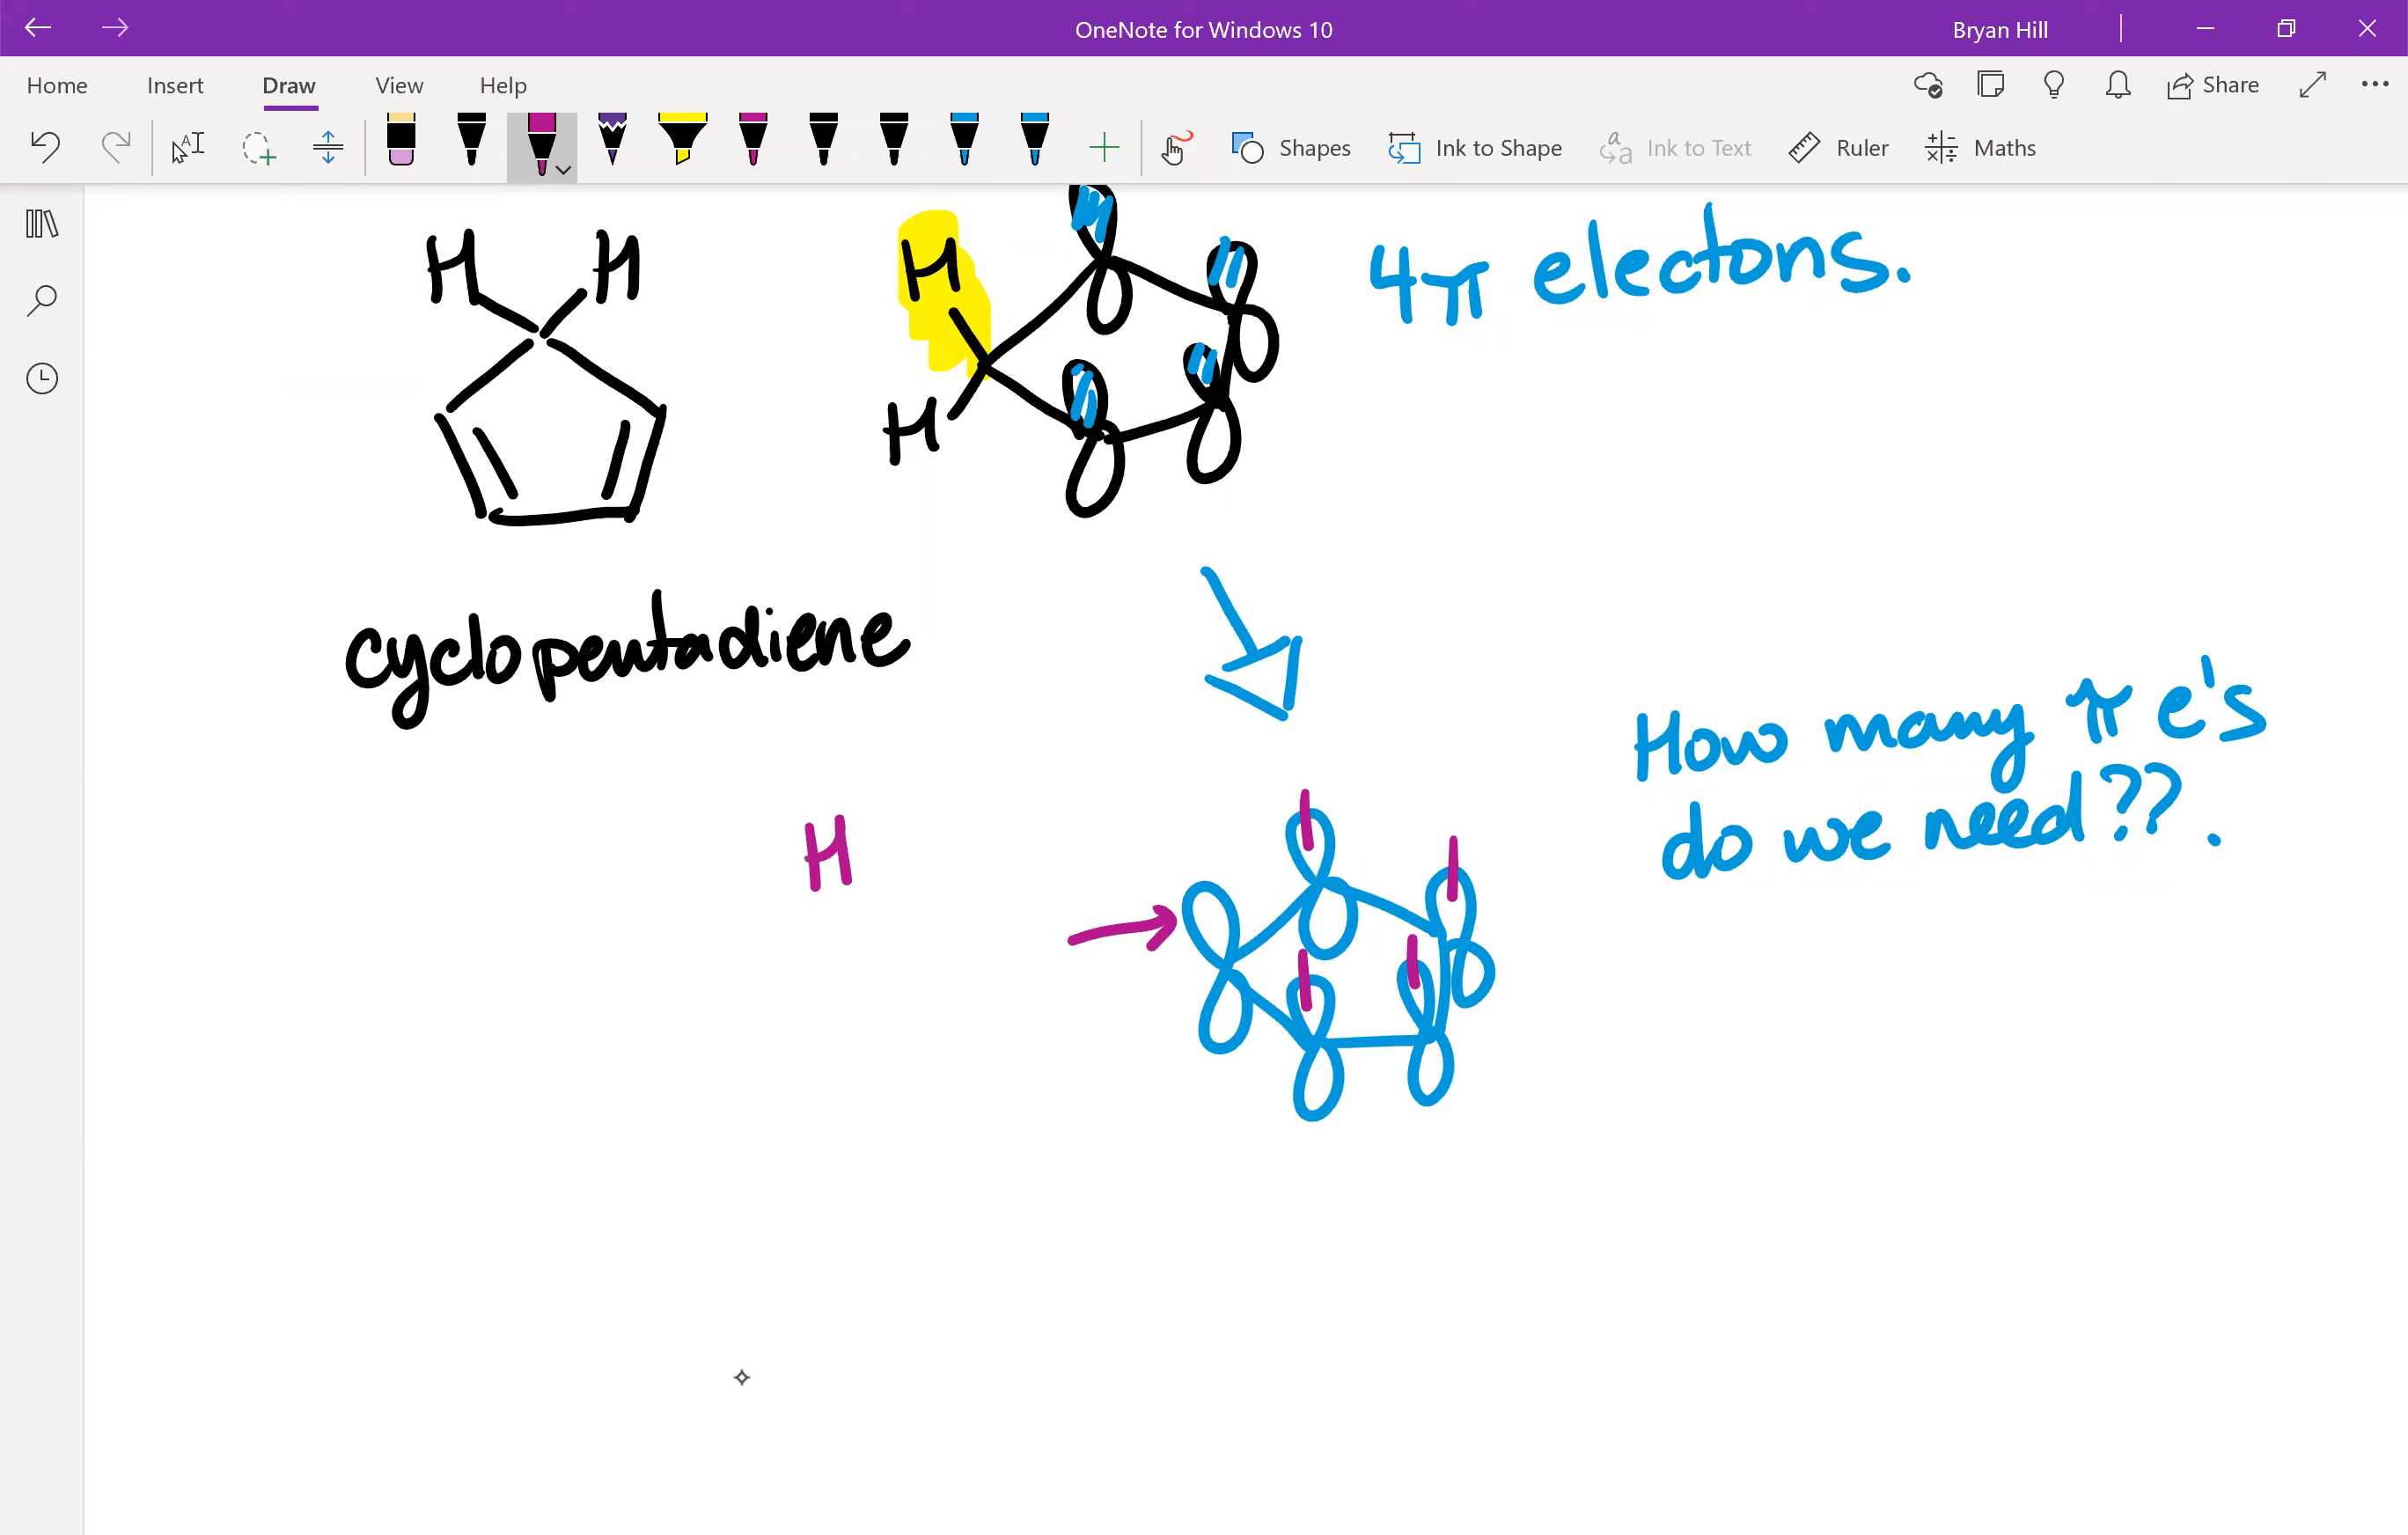 OneNote for Windows 10
Bryan Hill
Home Insert Draw View Help
Share
Shapes Ink to Shape Ink to Text Ruler Maths
H H
H
4π electons.
H
cyclopentadiene
How many π e's
do we need??.
H